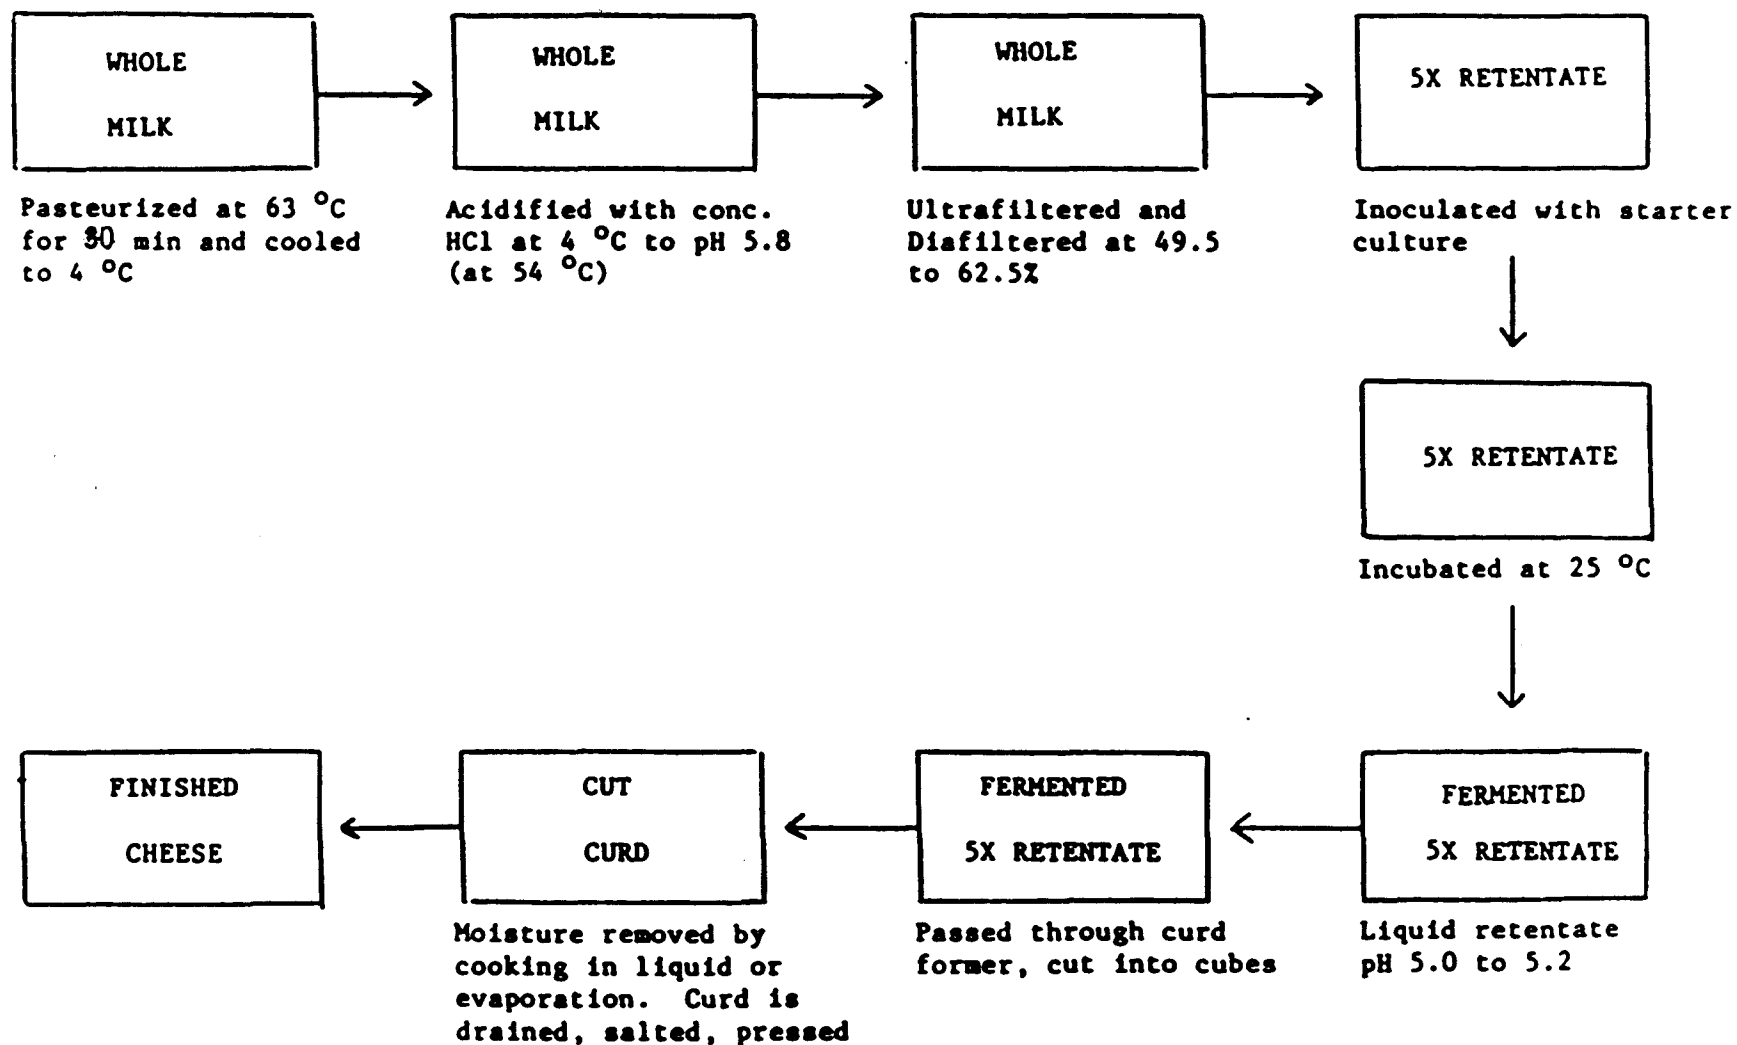 WHOLE
MILK
Pasteurized at 63 °C
for 30 min and cooled
to 4 °C
WHOLE
MILK
Acidified with conc.
HCl at 4 °C to pH 5.8
(at 54 °C)
WHOLE
MILK
Ultrafiltered and
Diafiltered at 49.5
to 62.5%
5X RETENTATE
Inoculated with starter
culture
5X RETENTATE
Incubated at 25 °C
FERMENTED
5X RETENTATE
Liquid retentate
pH 5.0 to 5.2
FERMENTED
5X RETENTATE
Passed through curd
former, cut into cubes
CUT
CURD
Moisture removed by
cooking in liquid or
evaporation. Curd is
drained, salted, pressed
FINISHED
CHEESE